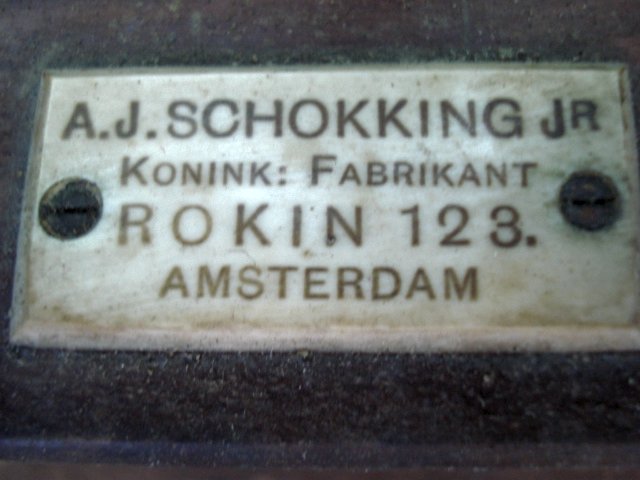 A.J. SCHOKKING JR
KONINK: FABRIKANT
ROKIN 123.
AMSTERDAM